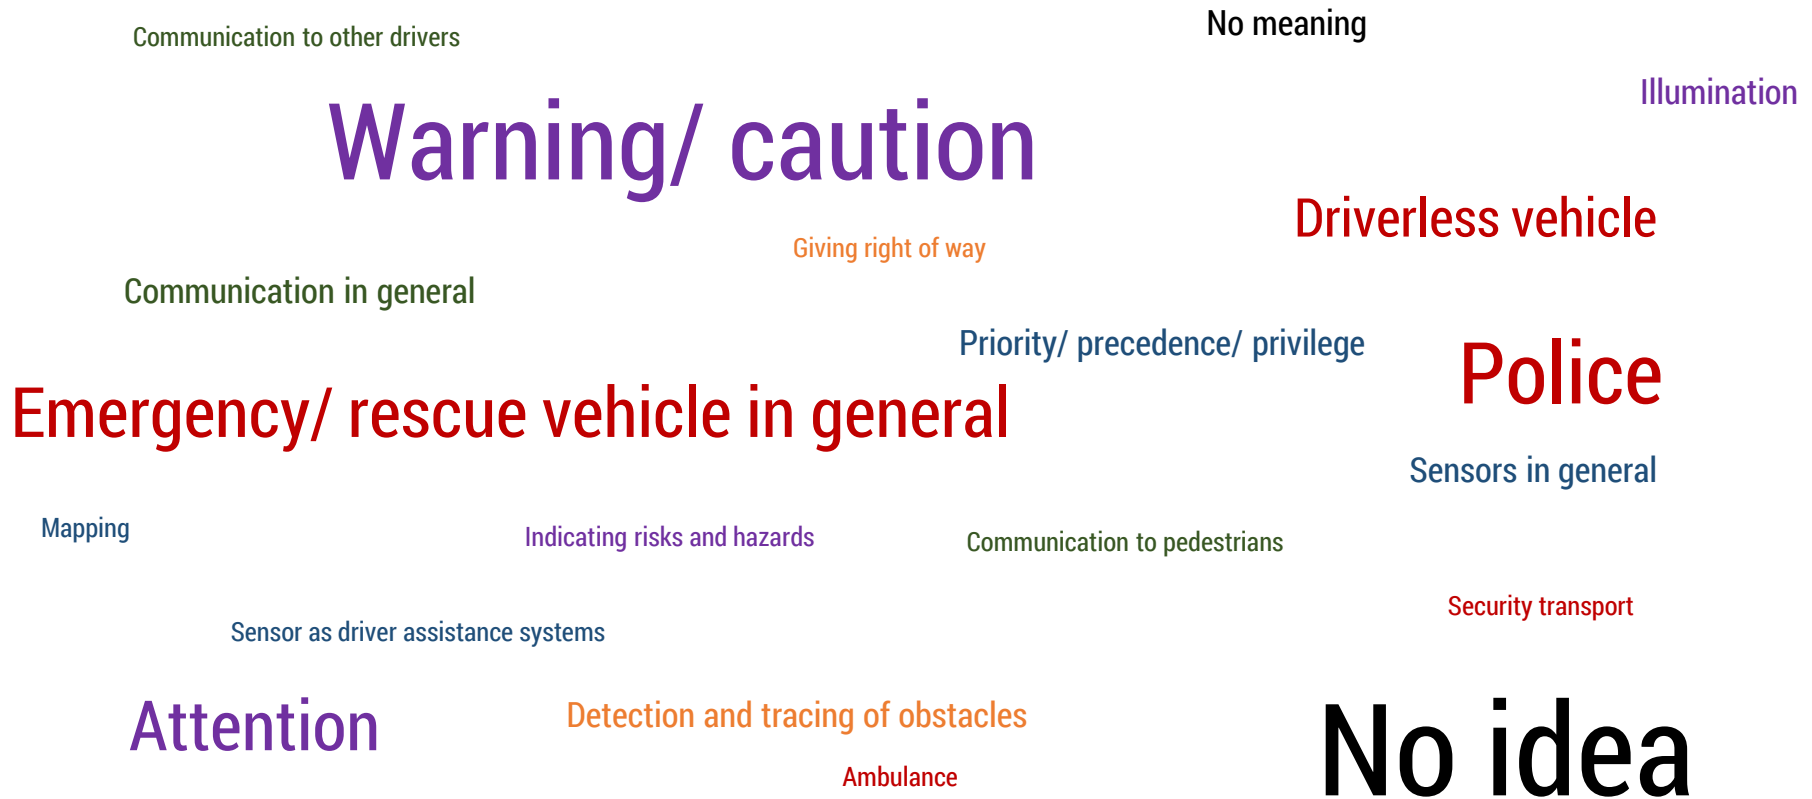 No meaning
Communication to other drivers
Illumination
Warning/ caution
Driverless vehicle
Giving right of way
Communication in general
Priority/ precedence/ privilege
Police
Emergency/ rescue vehicle in general
Sensors in general
Mapping
Indicating risks and hazards
Communication to pedestrians
Security transport
Sensor as driver assistance systems
Attention
Detection and tracing of obstacles
No idea
Ambulance